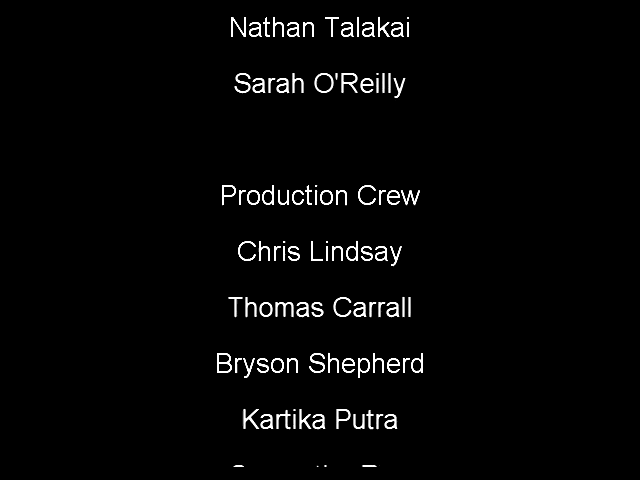 Nathan Talakai
Sarah O'Reilly
Production Crew
Chris Lindsay
Thomas Carrall
Bryson Shepherd
Kartika Putra